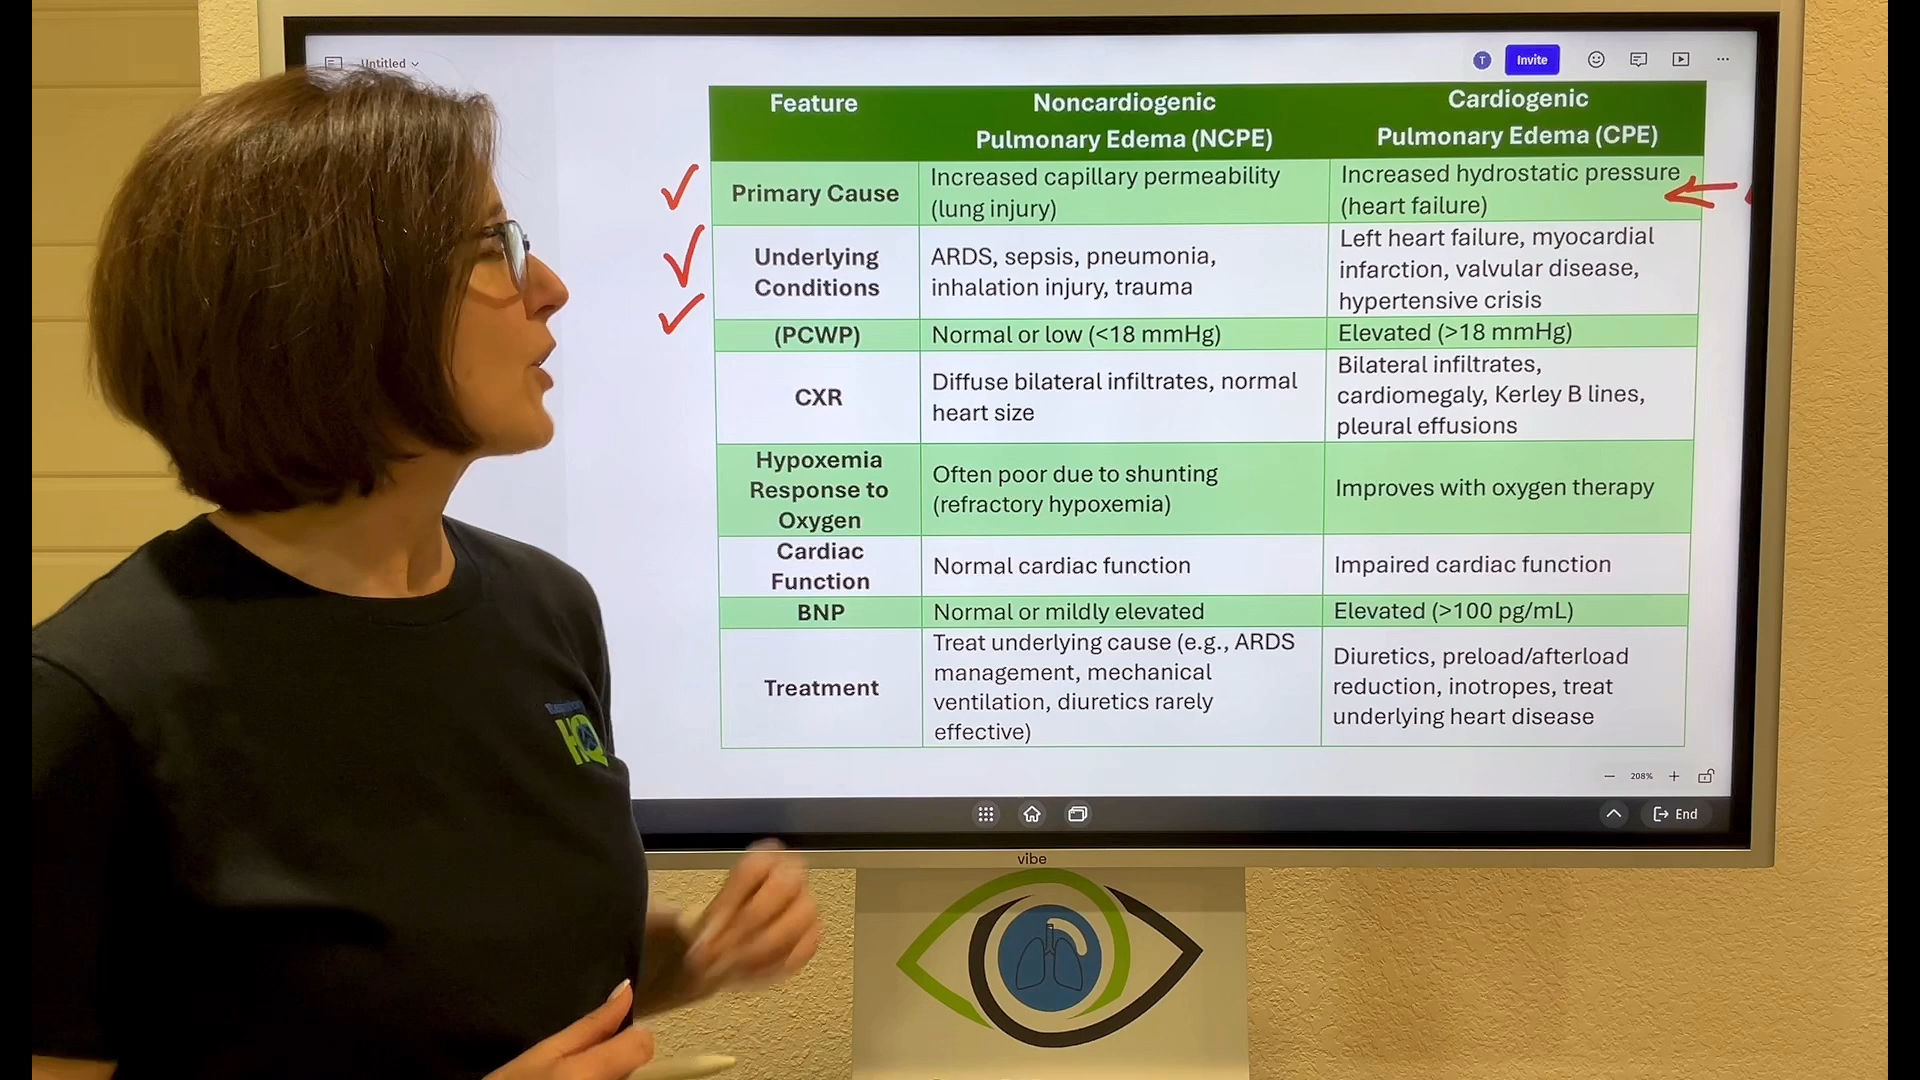 Untitled
T
Invite
Feature
Noncardiogenic
Pulmonary Edema (NCPE)
Cardiogenic
Pulmonary Edema (CPE)
Primary Cause
Increased capillary permeability
(lung injury)
Increased hydrostatic pressure
(heart failure)
Underlying
Conditions
ARDS, sepsis, pneumonia,
inhalation injury, trauma
Left heart failure, myocardial
infarction, valvular disease,
hypertensive crisis
(PCWP)
Normal or low (<18 mmHg)
Elevated (>18 mmHg)
CXR
Diffuse bilateral infiltrates, normal
heart size
Bilateral infiltrates,
cardiomegaly, Kerley B lines,
pleural effusions
Hypoxemia
Response to
Oxygen
Often poor due to shunting
(refractory hypoxemia)
Improves with oxygen therapy
Cardiac
Function
Normal cardiac function
Impaired cardiac function
BNP
Normal or mildly elevated
Elevated (>100 pg/mL)
Treatment
Treat underlying cause (e.g., ARDS
management, mechanical
ventilation, diuretics rarely
effective)
Diuretics, preload/afterload
reduction, inotropes, treat
underlying heart disease
208%
End
vibe
HQ